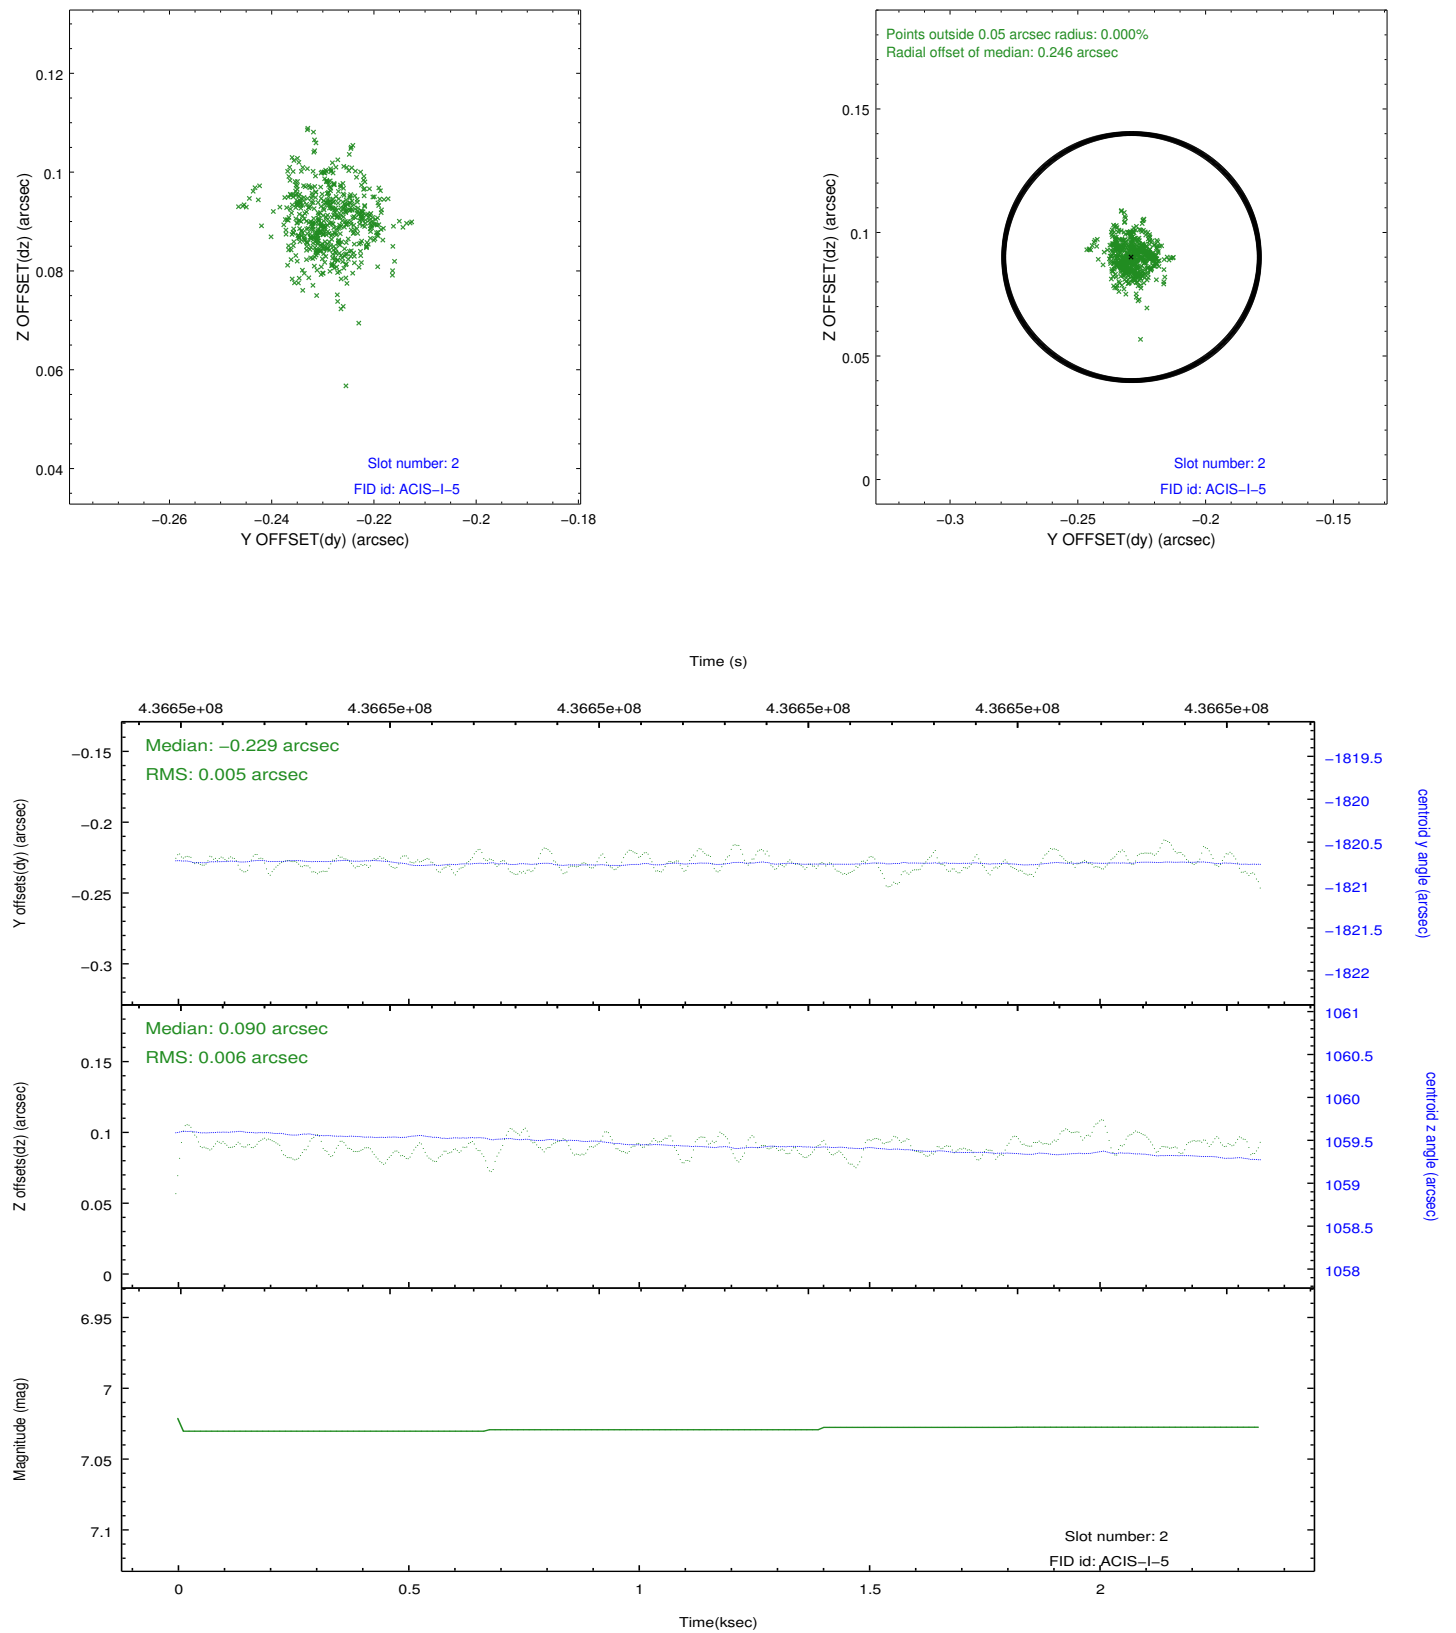 0.12
0.1
0.08
0.06
0.04
Z OFFSET(dz) (arcsec)
−0.26
−0.24
−0.22
−0.2
−0.18
Y OFFSET(dy) (arcsec)
Slot number: 2
FID id: ACIS−I−5
Points outside 0.05 arcsec radius: 0.000%
Radial offset of median: 0.246 arcsec
0.15
0.1
0.05
0
Z OFFSET(dz) (arcsec)
−0.3
−0.25
−0.2
−0.15
Y OFFSET(dy) (arcsec)
Slot number: 2
FID id: ACIS−I−5
Time (s)
4.3665e+08
4.3665e+08
4.3665e+08
4.3665e+08
4.3665e+08
4.3665e+08
Median: −0.229 arcsec
RMS: 0.005 arcsec
−0.15
−0.2
−0.25
−0.3
Y offsets(dy) (arcsec)
−1819.5
−1820
−1820.5
−1821
−1821.5
−1822
centroid y angle (arcsec)
Median: 0.090 arcsec
RMS: 0.006 arcsec
0.15
0.1
0.05
0
Z offsets(dz) (arcsec)
1061
1060.5
1060
1059.5
1059
1058.5
1058
centroid z angle (arcsec)
6.95
7
7.05
7.1
Magnitude (mag)
Slot number: 2
FID id: ACIS−I−5
0
0.5
1
1.5
2
Time(ksec)